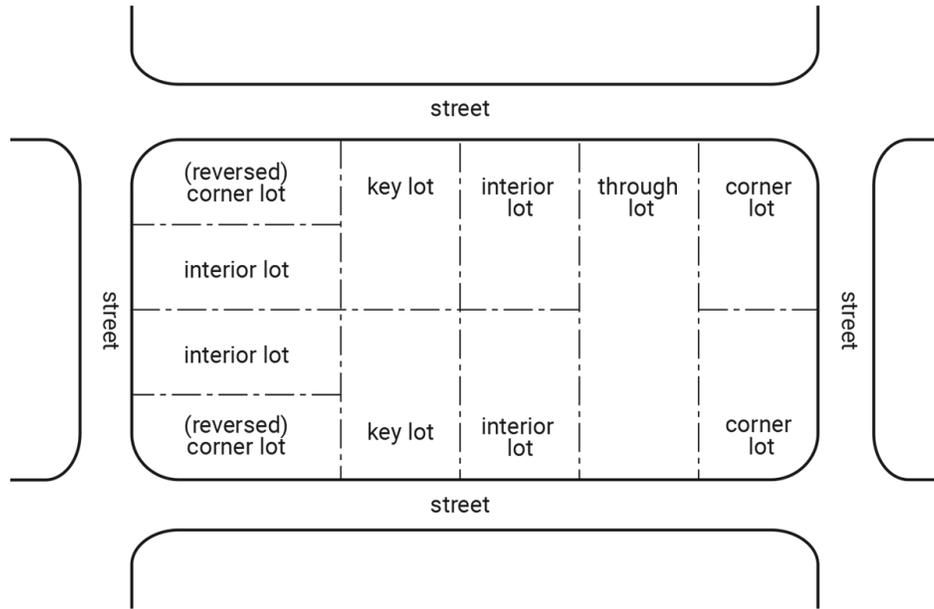 street
(reversed)
corner lot
key lot
interior
lot
through
lot
corner
lot
interior lot
street
street
interior lot
(reversed)
corner lot
key lot
interior
lot
corner
lot
street